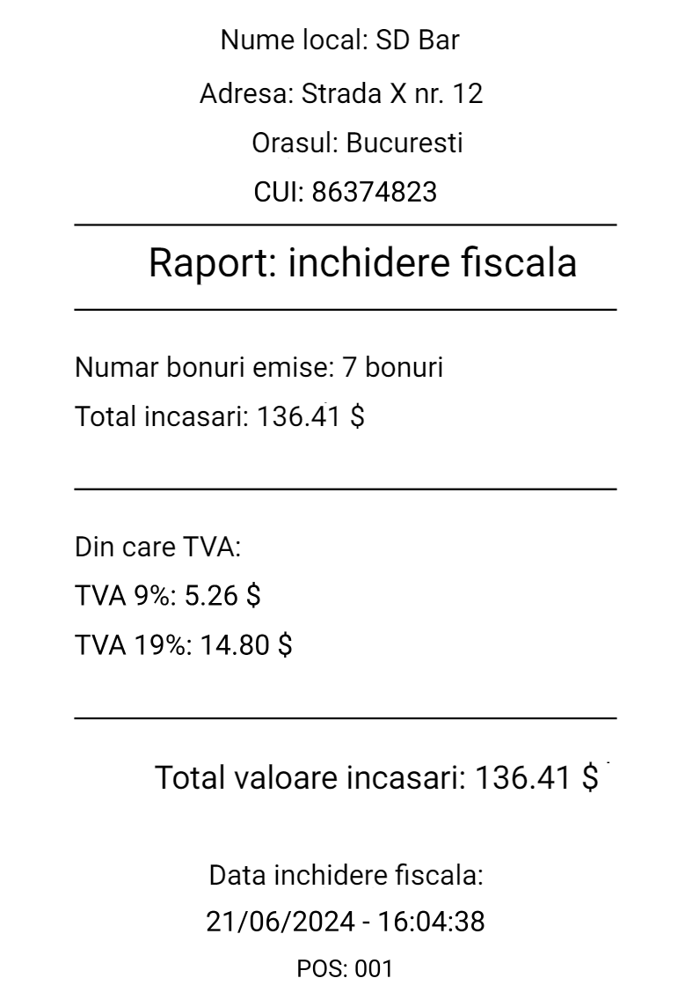 Nume local: SD Bar
Adresa: Strada X nr. 12
Orasul: Bucuresti
CUI: 86374823
Raport: inchidere fiscala
Numar bonuri emise: 7 bonuri
Total incasari: 136.41 $
Din care TVA:
TVA 9%: 5.26 $
TVA 19%: 14.80 $
Total valoare incasari: 136.41 $
Data inchidere fiscala:
21/06/2024 - 16:04:38
POS: 001